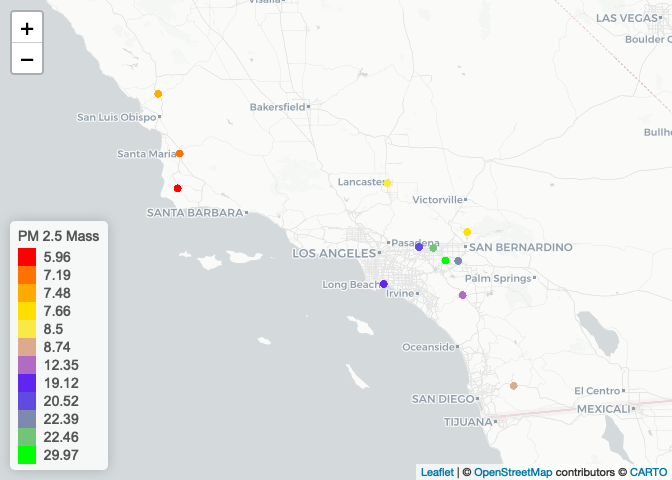 Visalia
LAS VEGAS
+
−
Boulder C
Bakersfield
San Luis Obispo
Bullh
Santa Maria
Lancaster
Victorville
SANTA BARBARA
Pasadena
SAN BERNARDINO
LOS ANGELES
Palm Springs
Long Beach
Irvine
Oceanside
El Centro
SAN DIEGO
MEXICALI
TIJUANA
PM 2.5 Mass
5.96
7.19
7.48
7.66
8.5
8.74
12.35
19.12
20.52
22.39
22.46
29.97
Leaflet | © OpenStreetMap contributors © CARTO